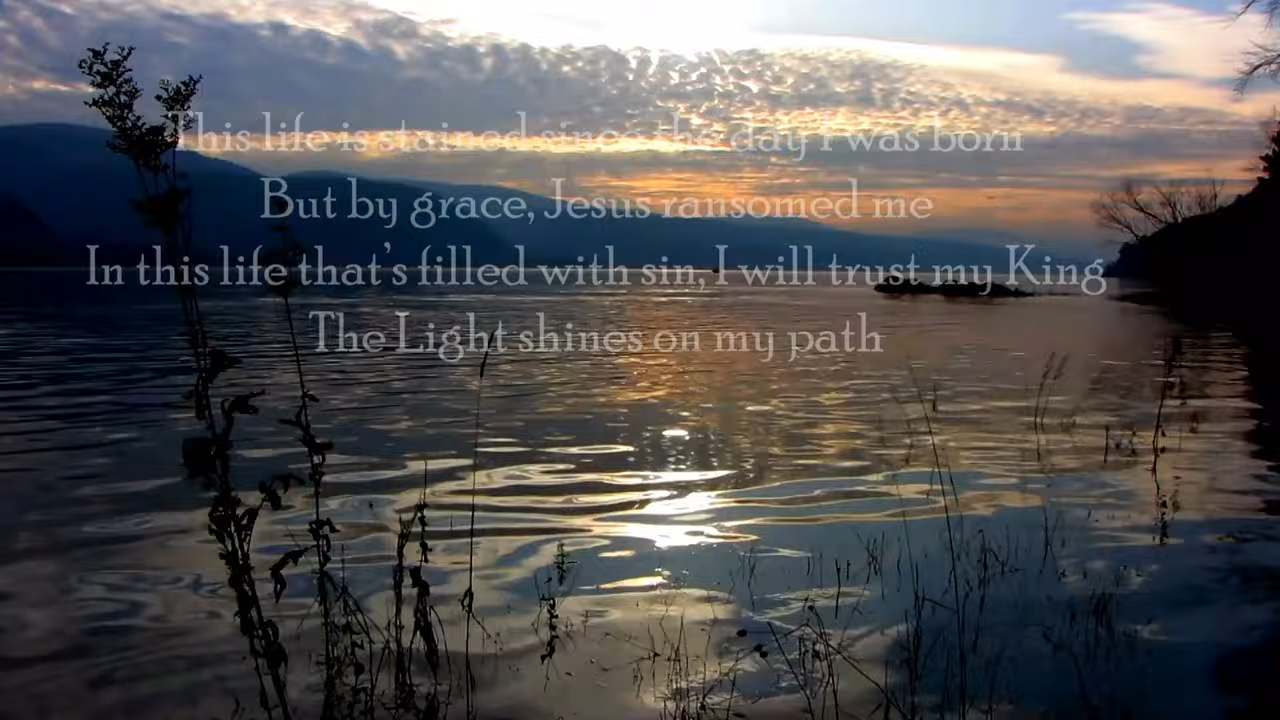 This life is stained since the day I was born
But by grace, Jesus ransomed me
In this life that's filled with sin, I will trust my King
The Light shines on my path